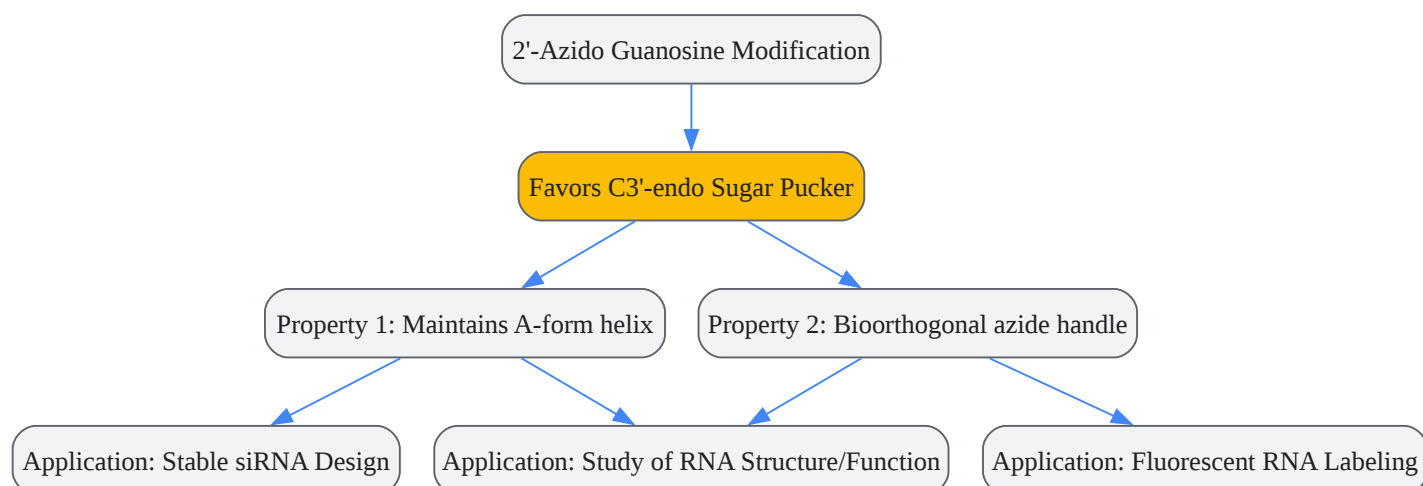 2'-Azido Guanosine Modification
Favors C3'-endo Sugar Pucker
Property 1: Maintains A-form helix
Property 2: Bioorthogonal azide handle
Application: Stable siRNA Design
Application: Study of RNA Structure/Function
Application: Fluorescent RNA Labeling